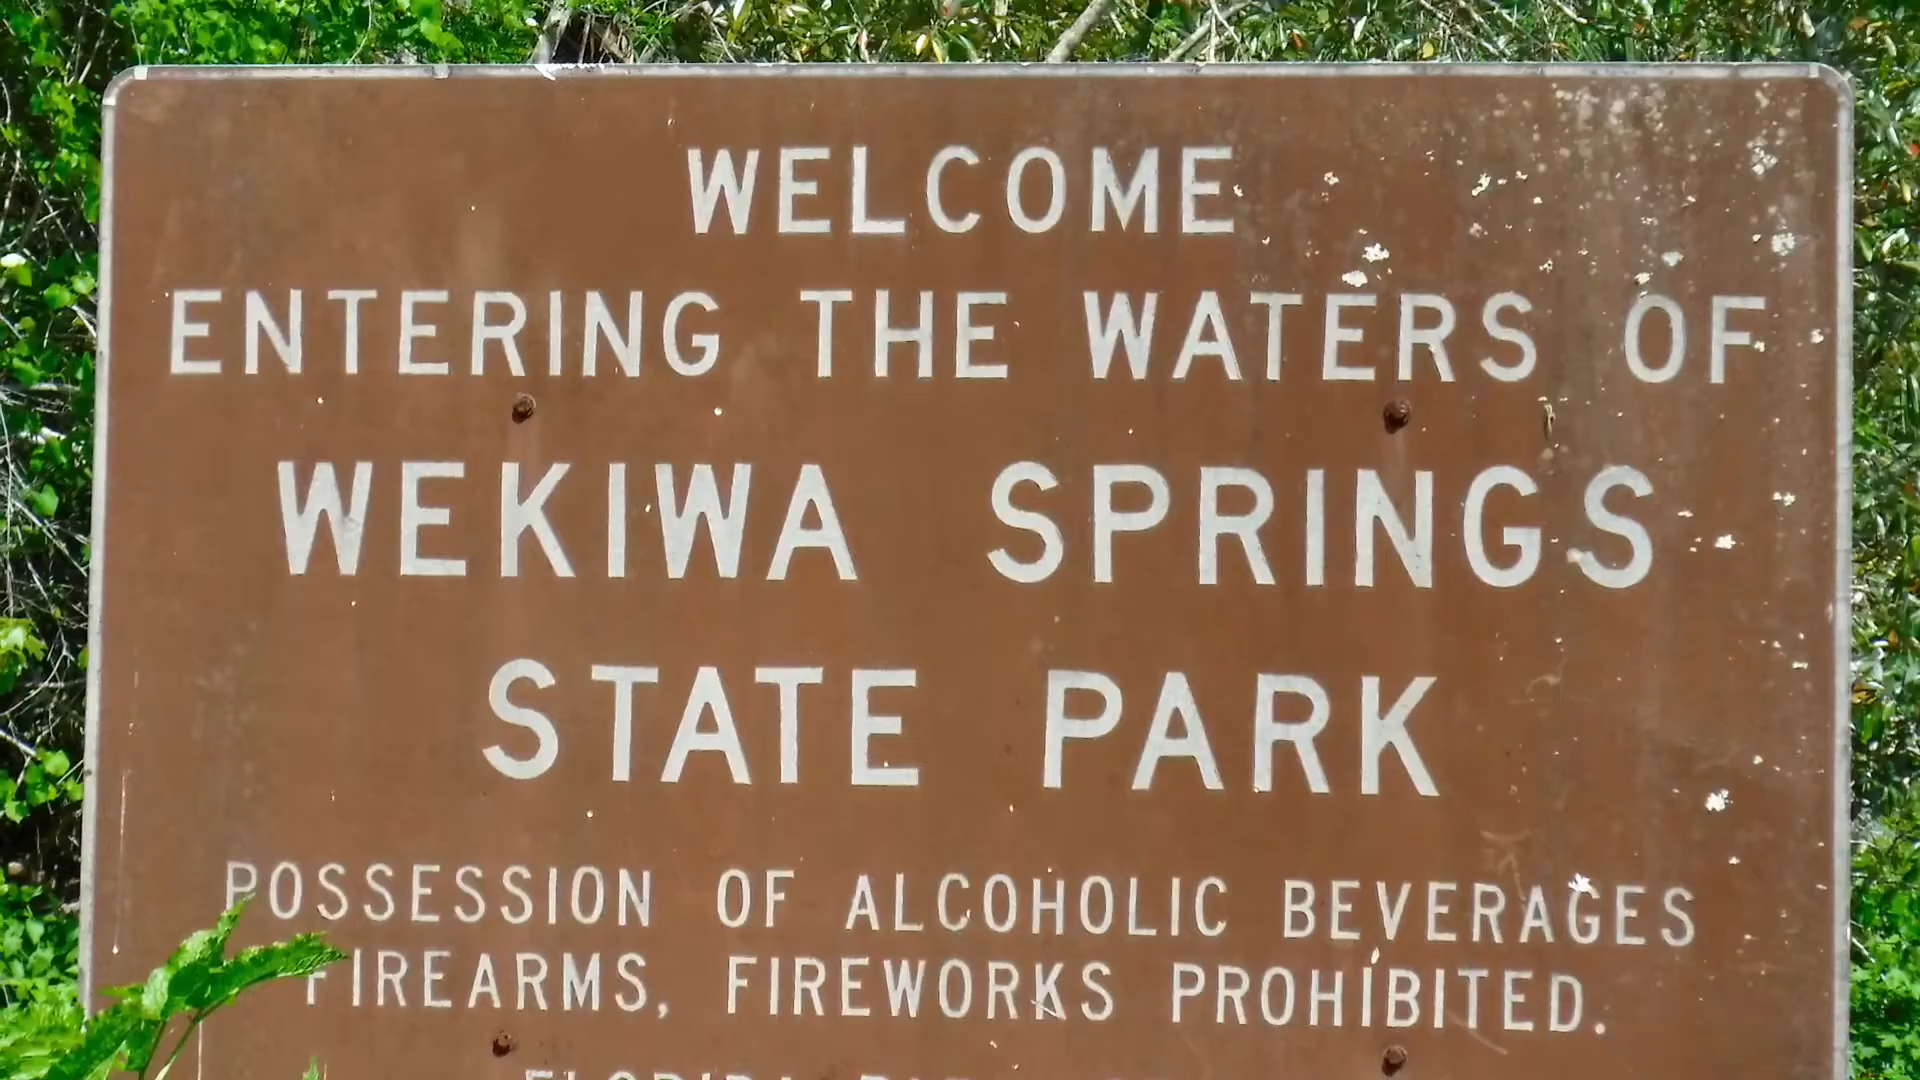 WELCOME
ENTERING THE WATERS OF
WEKIWA SPRINGS
STATE PARK
POSSESSION OF ALCOHOLIC BEVERAGES
FIREARMS, FIREWORKS PROHIBITED.